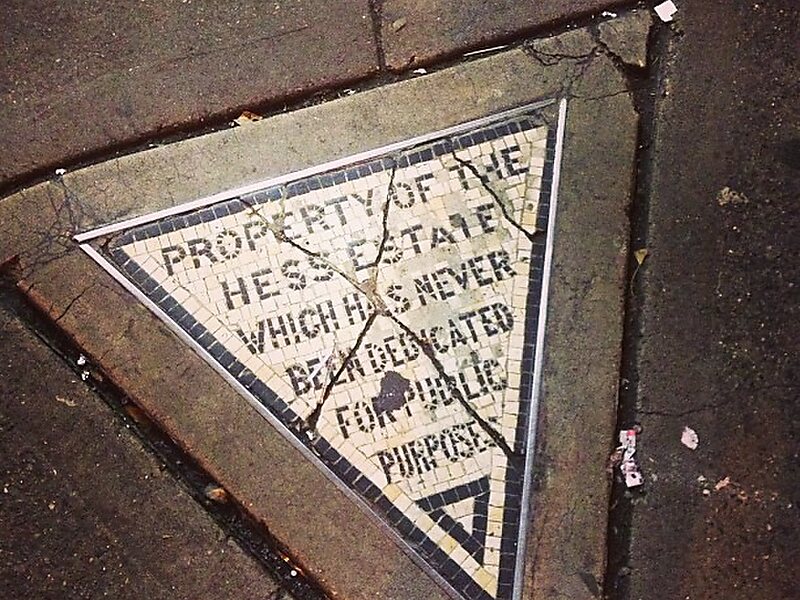 PROPERTY OF THE
HESS ESTATE
WHICH HAS NEVER
BEEN DEDICATED
FOR PUBLIC
PURPOSES